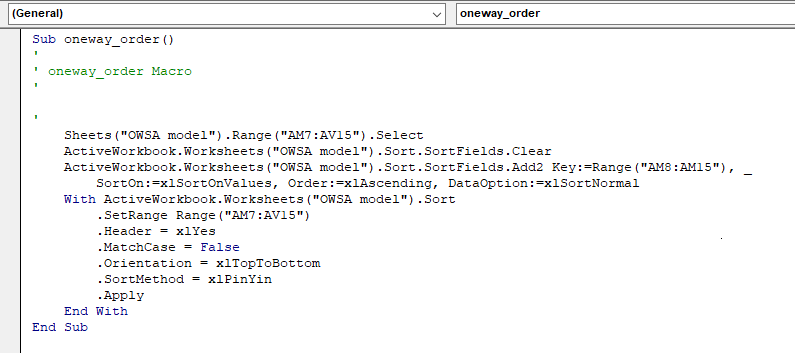 (General)
oneway_order
Sub oneway_order()
'
' oneway_order Macro
'
'
    Sheets("OWSA model").Range("AM7:AV15").Select
    ActiveWorkbook.Worksheets("OWSA model").Sort.SortFields.Clear
    ActiveWorkbook.Worksheets("OWSA model").Sort.SortFields.Add2 Key:=Range("AM8:AM15"), _
        SortOn:=xlSortOnValues, Order:=xlAscending, DataOption:=xlSortNormal
    With ActiveWorkbook.Worksheets("OWSA model").Sort
        .SetRange Range("AM7:AV15")
        .Header = xlYes
        .MatchCase = False
        .Orientation = xlTopToBottom
        .SortMethod = xlPinYin
        .Apply
    End With
End Sub